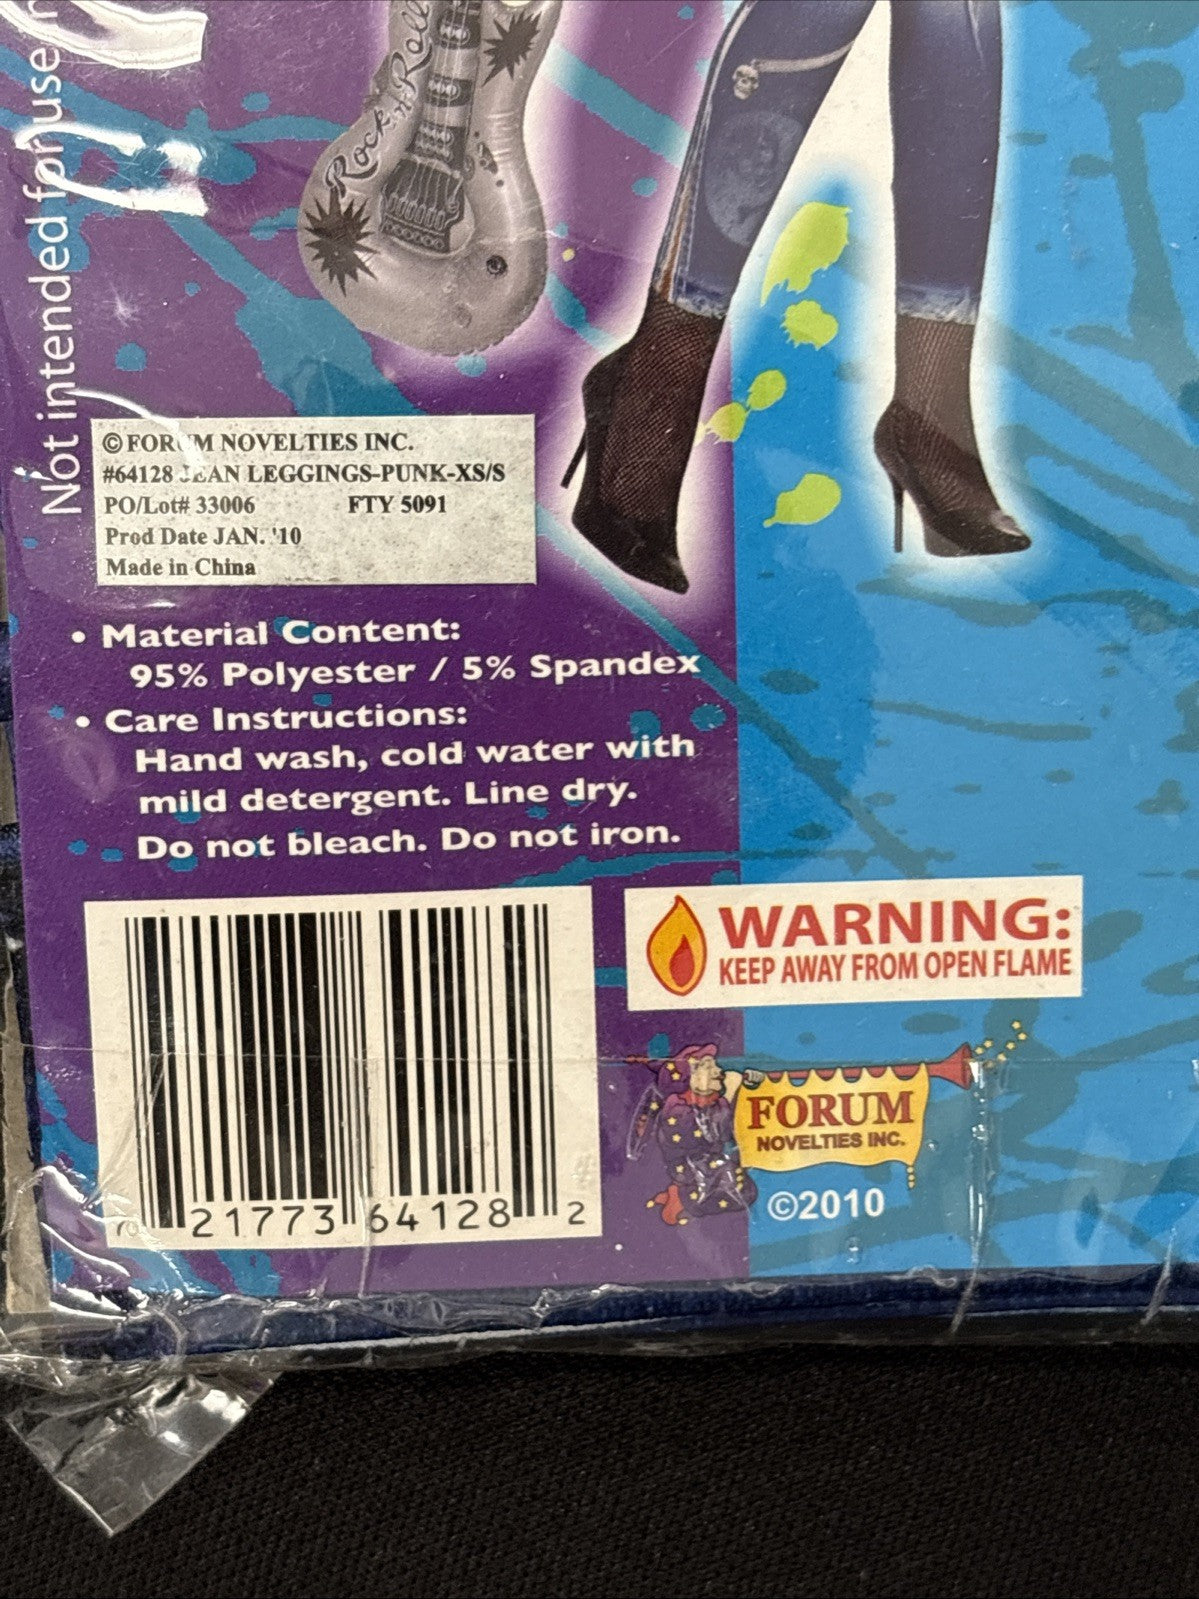 Rock 'n' Roll
Not intended for use
© FORUM NOVELTIES INC.
#64128 JEAN LEGGINGS-PUNK-XS/S
PO/Lot# 33006 FTY 5091
Prod Date JAN. '10
Made in China
• Material Content:
95% Polyester / 5% Spandex
• Care Instructions:
Hand wash, cold water with
mild detergent. Line dry.
Do not bleach. Do not iron.
WARNING:
KEEP AWAY FROM OPEN FLAME
21773 64128 2
FORUM
NOVELTIES INC.
©2010